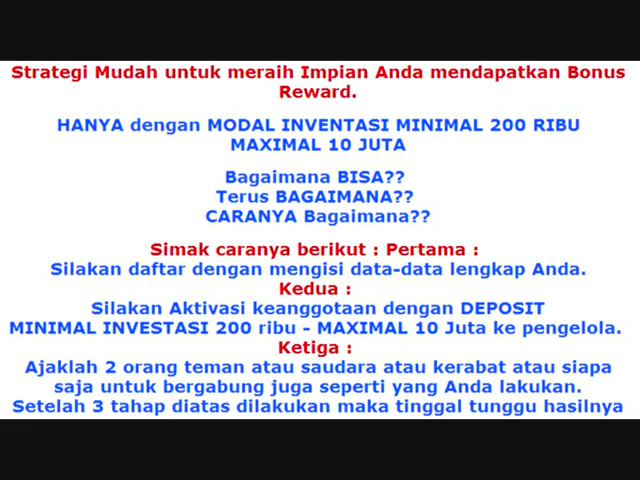 Strategi Mudah untuk meraih Impian Anda mendapatkan Bonus
Reward.
HANYA dengan MODAL INVENTASI MINIMAL 200 RIBU
MAXIMAL 10 JUTA
Bagaimana BISA??
Terus BAGAIMANA??
CARANYA Bagaimana??
Simak caranya berikut : Pertama :
Silakan daftar dengan mengisi data-data lengkap Anda.
Kedua :
Silakan Aktivasi keanggotaan dengan DEPOSIT
MINIMAL INVESTASI 200 ribu - MAXIMAL 10 Juta ke pengelola.
Ketiga :
Ajaklah 2 orang teman atau saudara atau kerabat atau siapa
saja untuk bergabung juga seperti yang Anda lakukan.
Setelah 3 tahap diatas dilakukan maka tinggal tunggu hasilnya